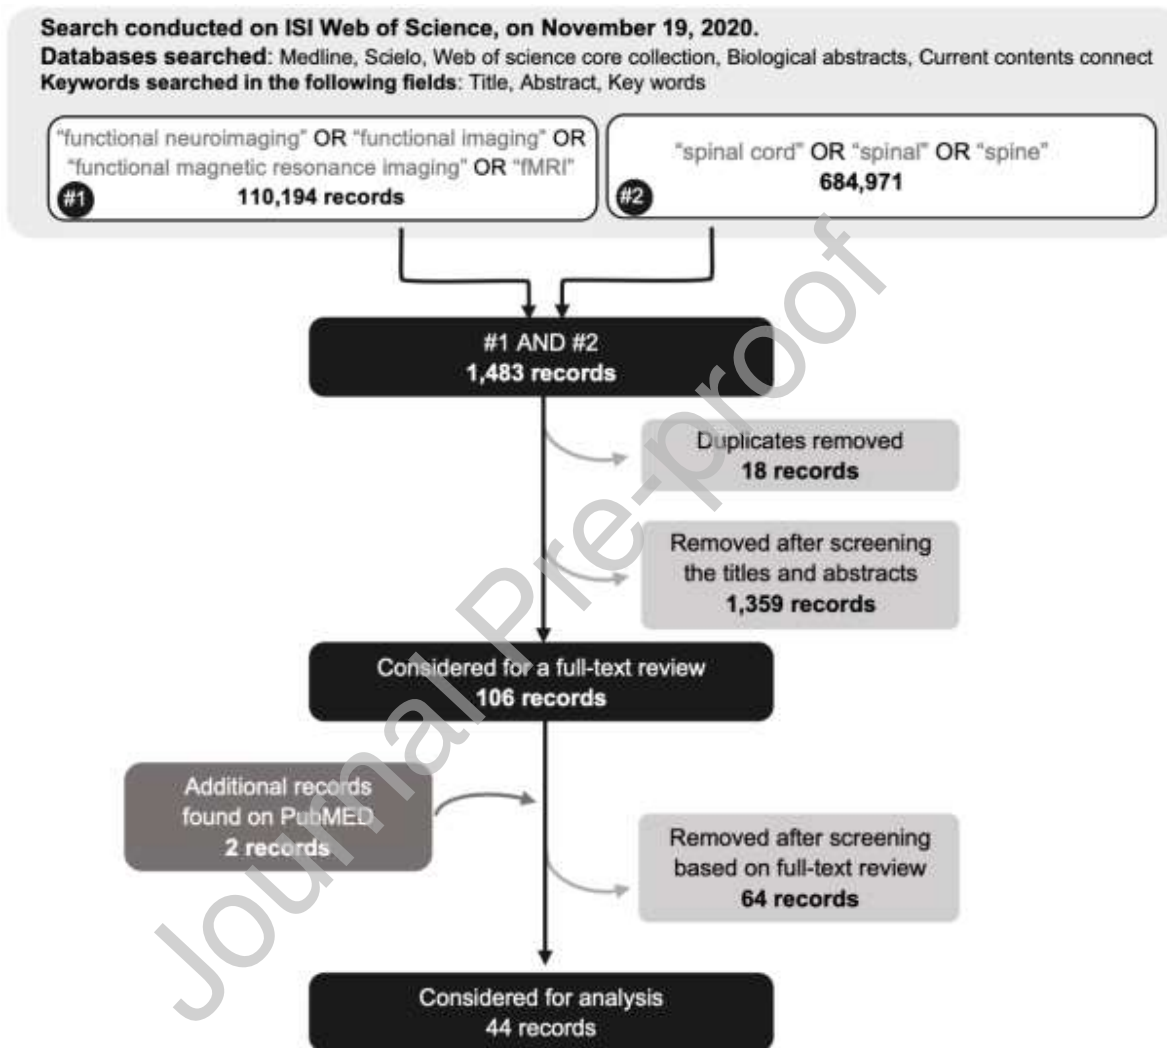 Search conducted on ISI Web of Science, on November 19, 2020.
Databases searched: Medline, Scielo, Web of science core collection, Biological abstracts, Current contents connect
Keywords searched in the following fields: Title, Abstract, Key words
"functional neuroimaging" OR "functional imaging" OR
"functional magnetic resonance imaging" OR "fMRI"
#1
110,194 records
"spinal cord" OR "spinal" OR "spine"
684,971
#2
#1 AND #2
1,483 records
Duplicates removed
18 records
Removed after screening
the titles and abstracts
1,359 records
Considered for a full-text review
106 records
Additional records
found on PubMED
2 records
Removed after screening
based on full-text review
64 records
Considered for analysis
44 records
Journal Pre-proof